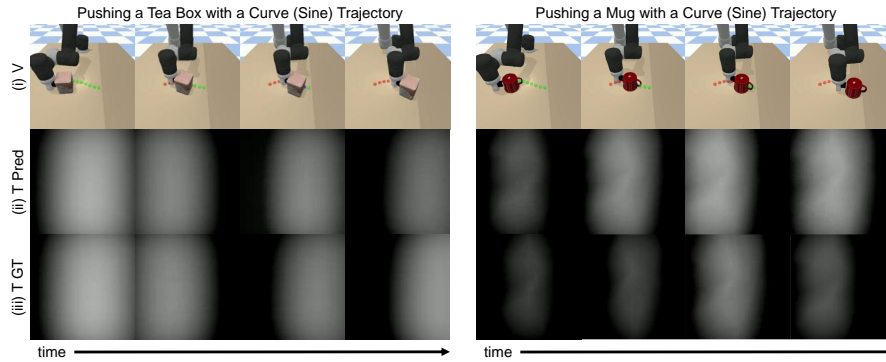 Pushing a Tea Box with a Curve (Sine) Trajectory
Pushing a Mug with a Curve (Sine) Trajectory
(i) V
(ii) T Pred
(iii) T GT
time
time